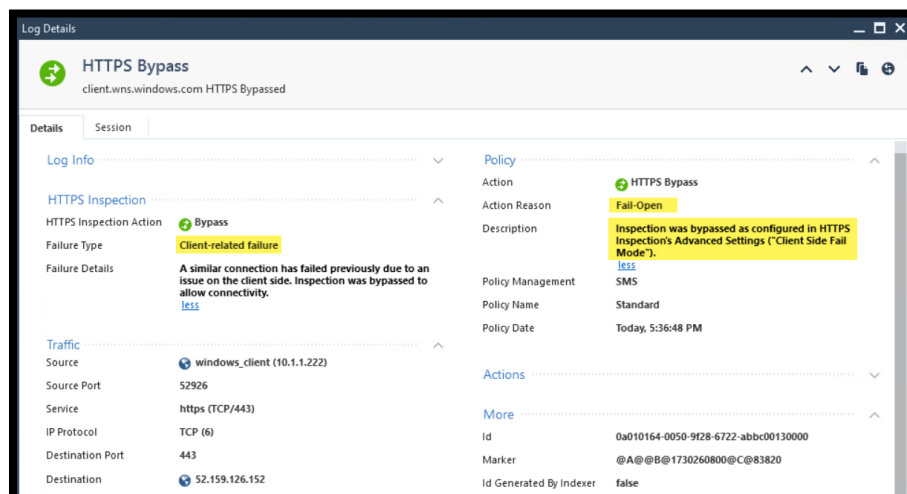 Log Details
HTTPS Bypass
client.wns.windows.com HTTPS Bypassed
Details
Session
Log Info
HTTPS Inspection
HTTPS Inspection Action
Bypass
Failure Type
Client-related failure
Failure Details
A similar connection has failed previously due to an
issue on the client side. Inspection was bypassed to
allow connectivity.
less
Traffic
Source
windows_client (10.1.1.222)
Source Port
52926
Service
https (TCP/443)
IP Protocol
TCP (6)
Destination Port
443
Destination
52.159.126.152
Policy
Action
HTTPS Bypass
Action Reason
Fail-Open
Description
Inspection was bypassed as configured in HTTPS
Inspection's Advanced Settings ("Client Side Fail
Mode").
less
Policy Management
SMS
Policy Name
Standard
Policy Date
Today, 5:36:48 PM
Actions
More
Id
0a010164-0050-9f28-6722-abbc00130000
Marker
@A@@B@1730260800@C@83820
Id Generated By Indexer
false